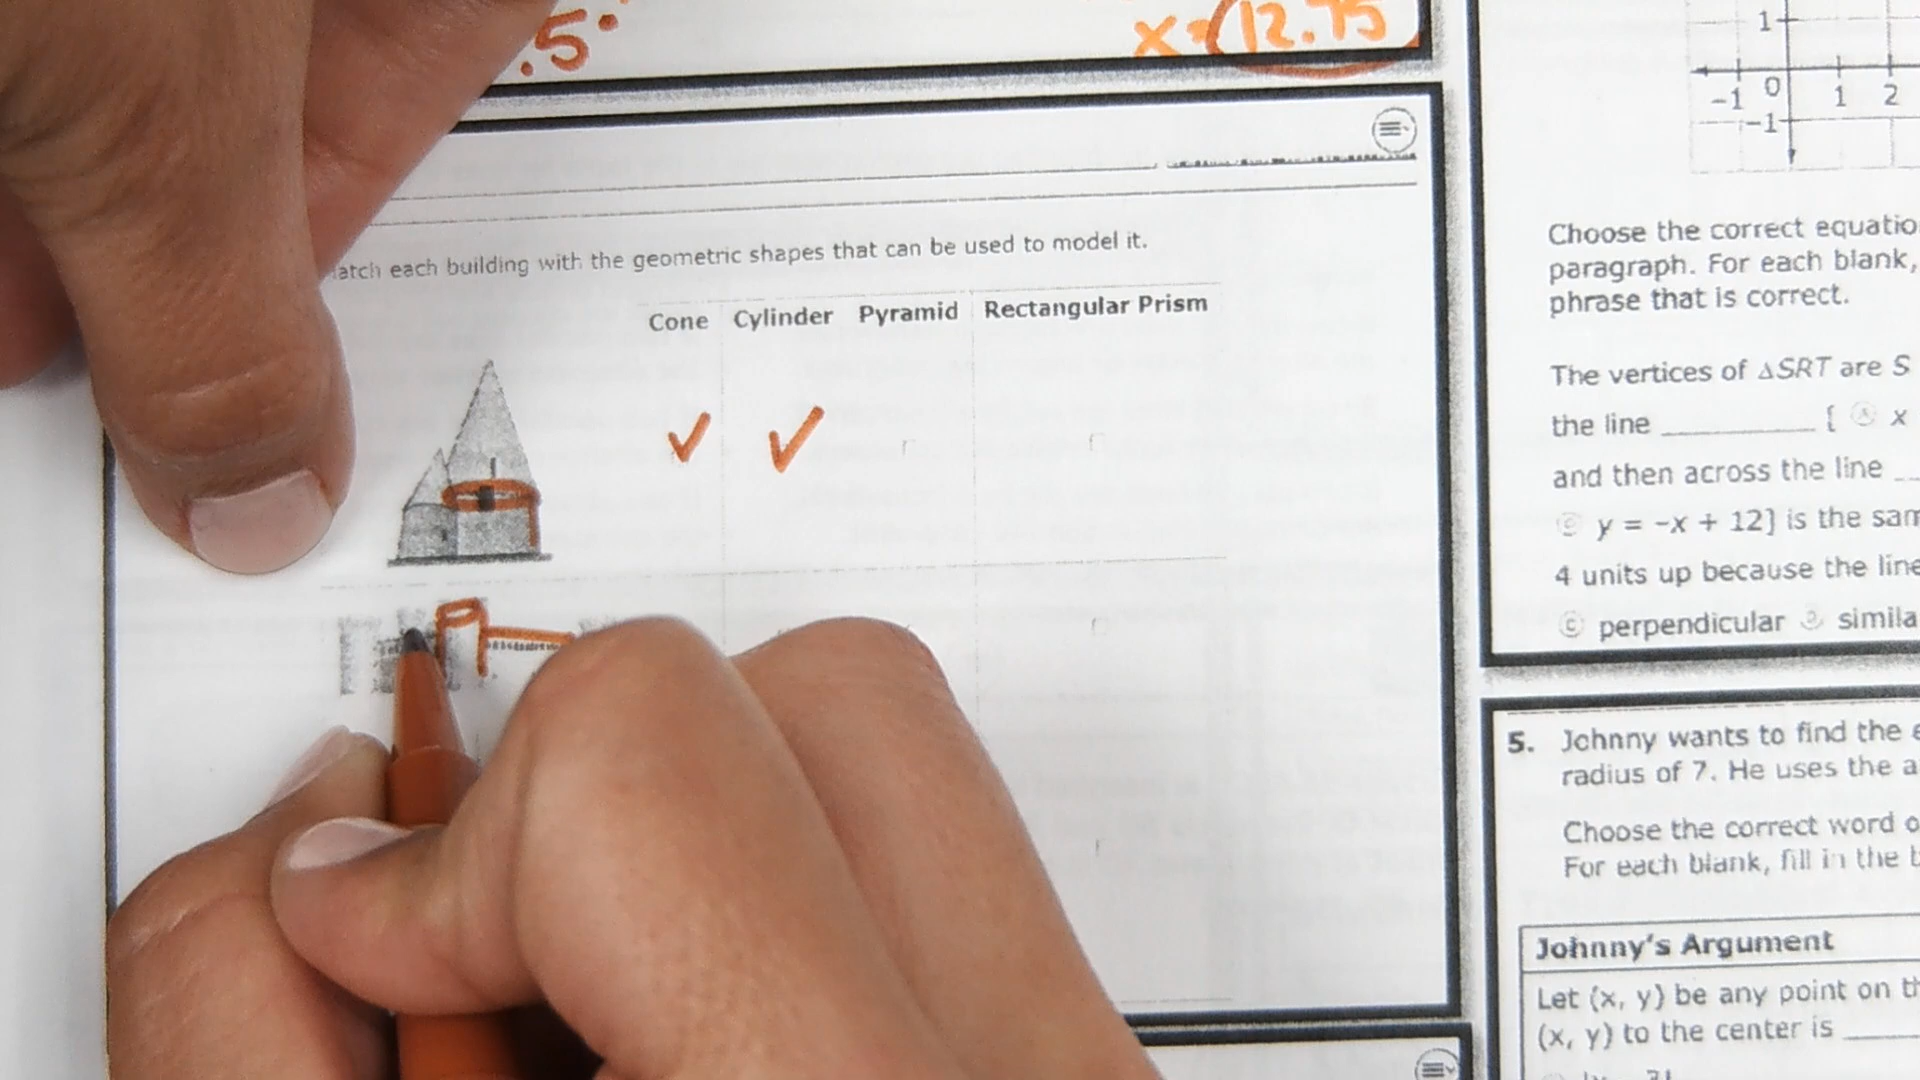 .5
x = 12.75
atch each building with the geometric shapes that can be used to model it.
Cone Cylinder Pyramid Rectangular Prism
1
-1 0 1 2
-1
Choose the correct equatio
paragraph. For each blank,
phrase that is correct.
The vertices of △SRT are S
the line ________ [ Ⓐ x
and then across the line
Ⓒ y = -x + 12] is the sam
4 units up because the line
Ⓒ perpendicular simila
5. Johnny wants to find the e
radius of 7. He uses the a
Choose the correct word o
For each blank, fill in the b
Johnny's Argument
Let (x, y) be any point on th
(x, y) to the center is